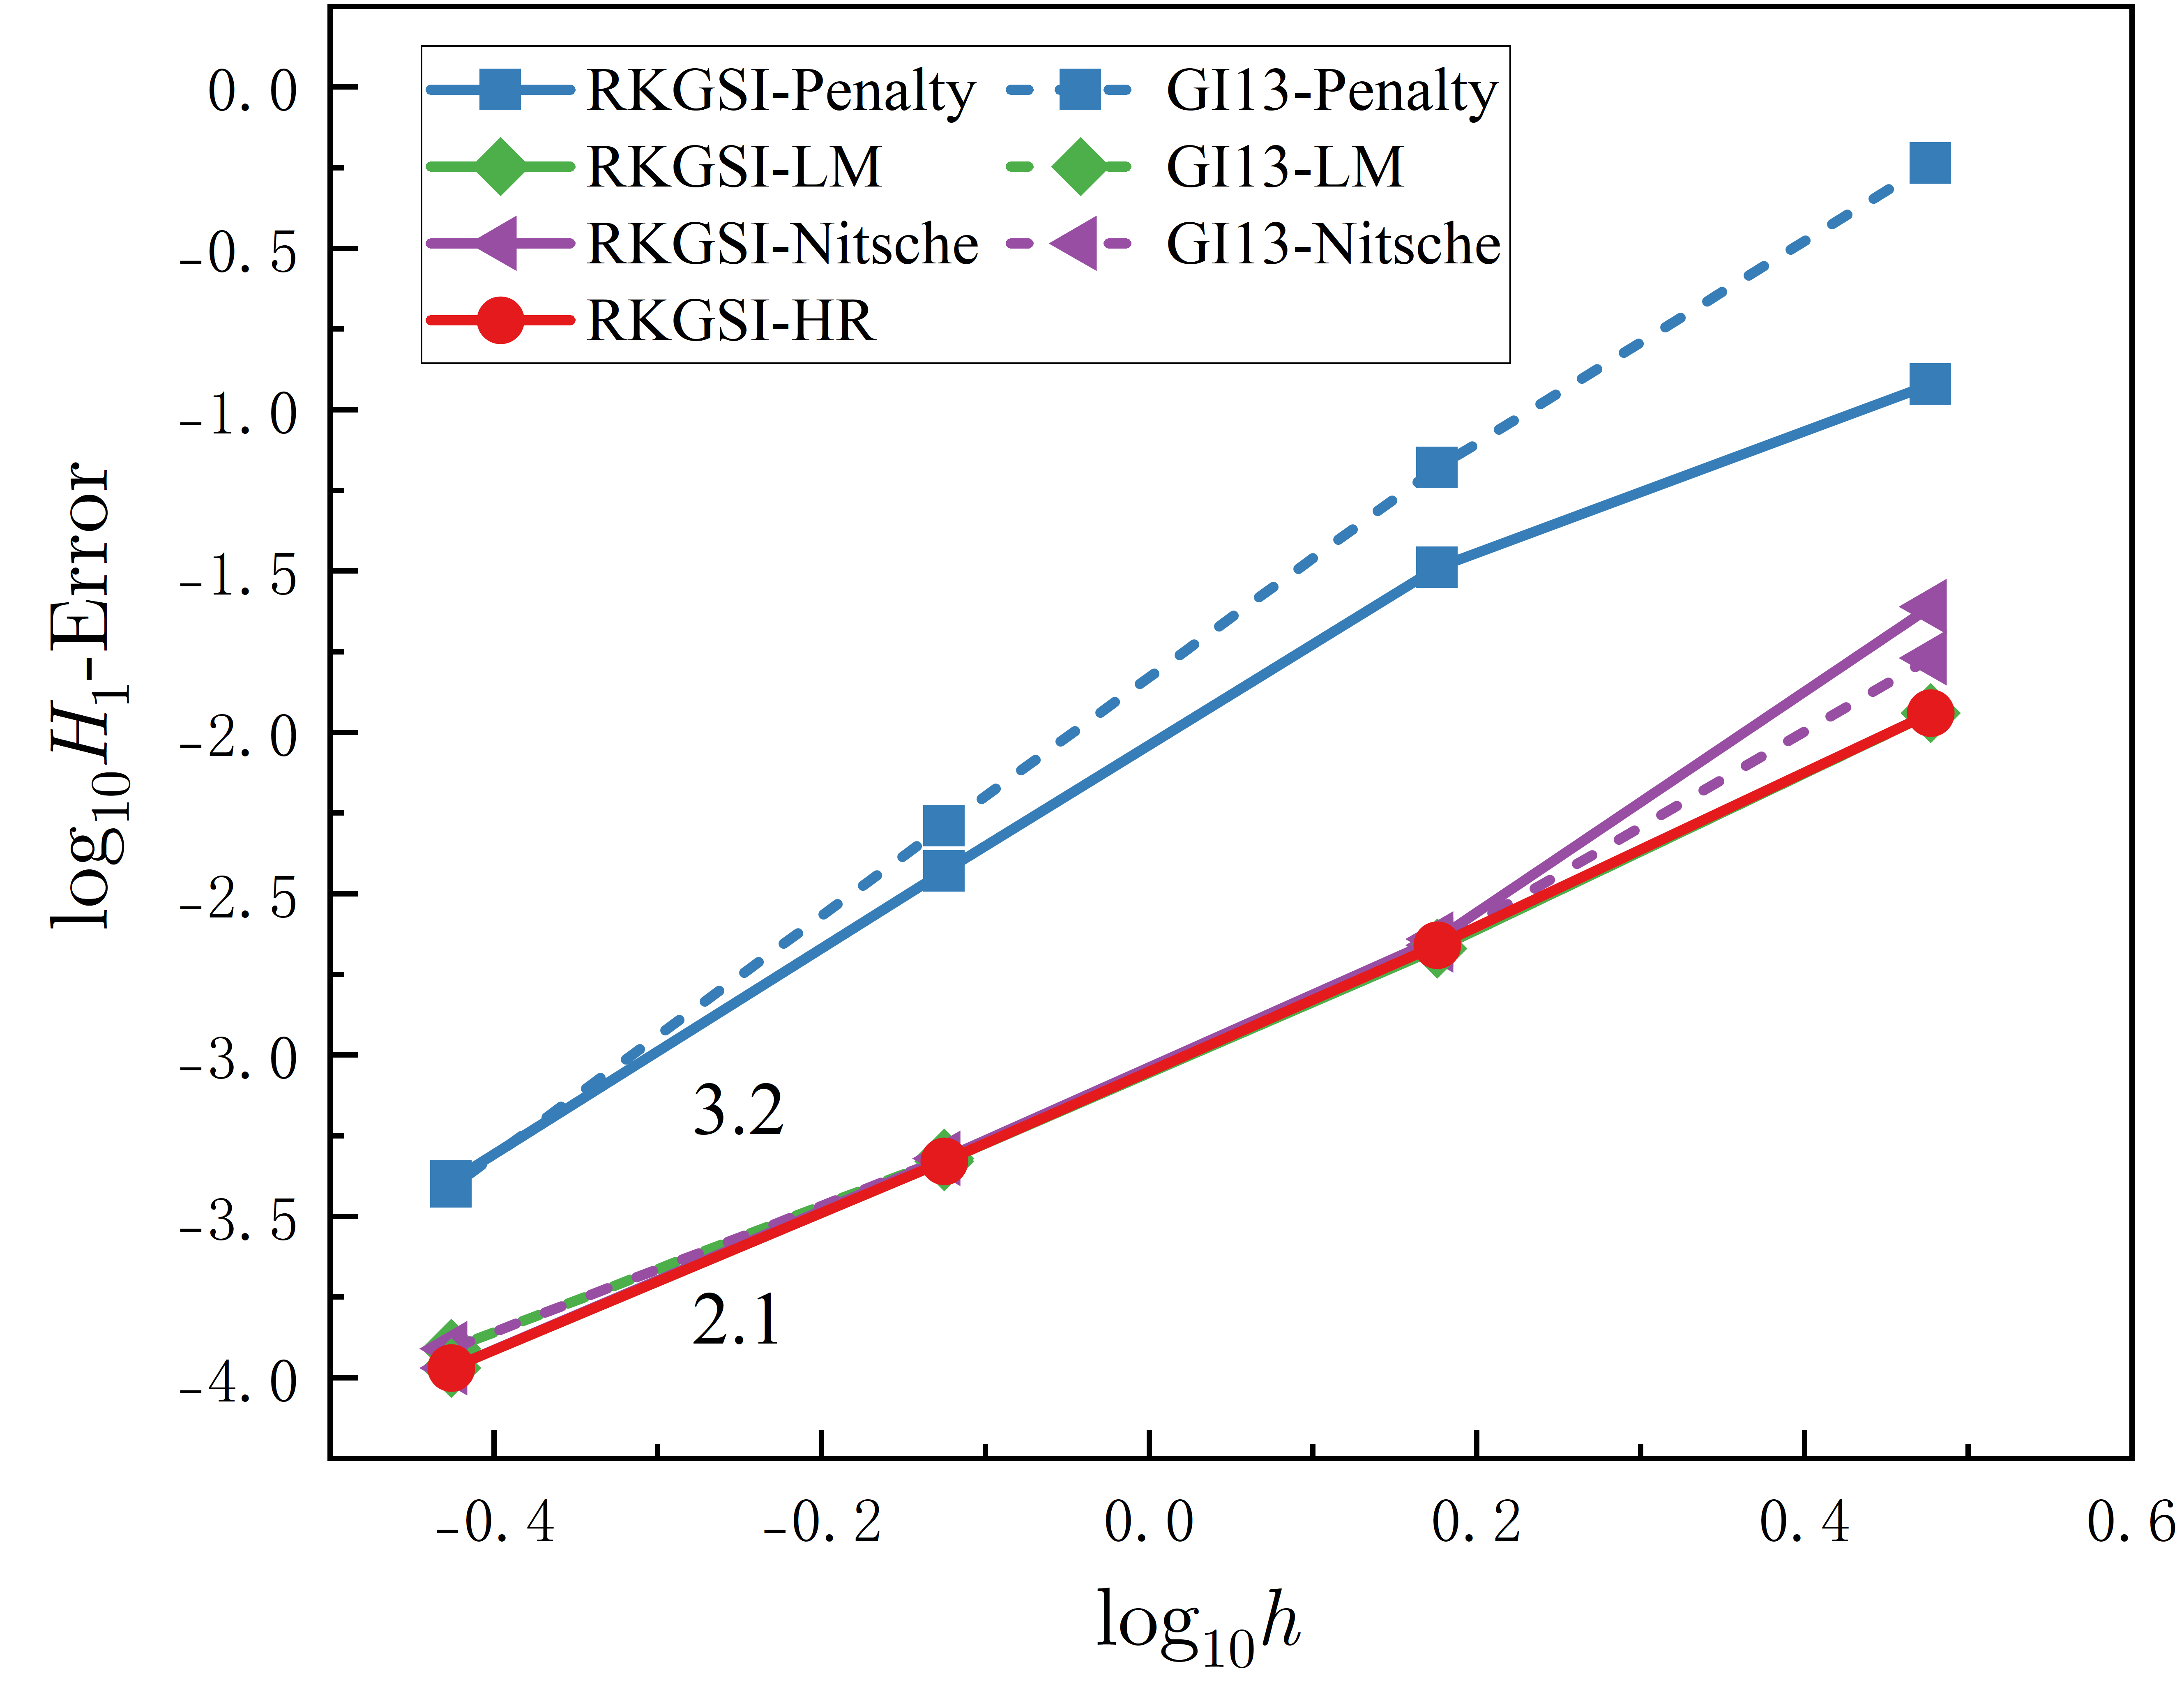 RKGSI-Penalty GI13-Penalty
RKGSI-LM GI13-LM
RKGSI-Nitsche GI13-Nitsche
RKGSI-HR
log10H1-Error
0.0
-0.5
-1.0
-1.5
-2.0
-2.5
-3.0
-3.5
-4.0
3.2
2.1
-0.4 -0.2 0.0 0.2 0.4 0.6
log10h